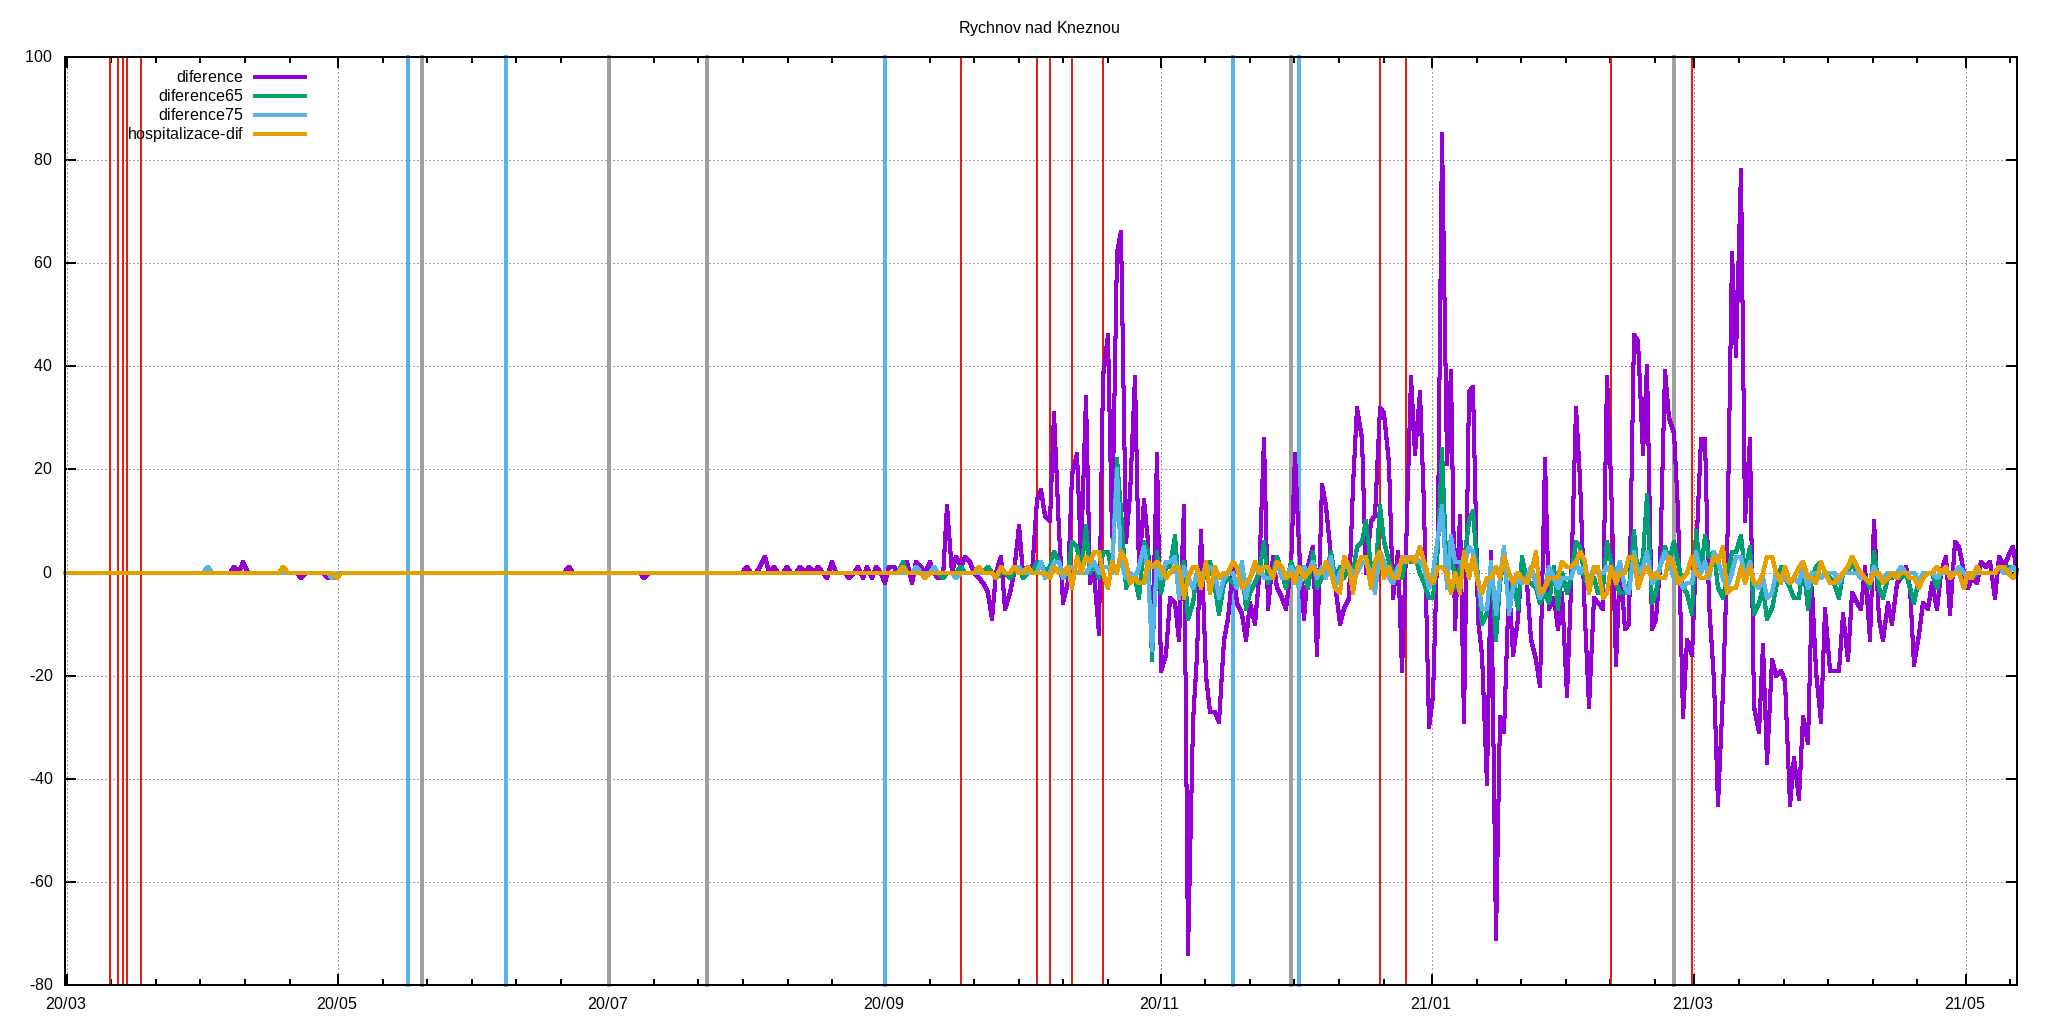 Rychnov nad Kneznou
100
80
60
40
20
0
-20
-40
-60
-80
diference
diference65
diference75
hospitalizace-dif
20/03 20/05 20/07 20/09 20/11 21/01 21/03 21/05